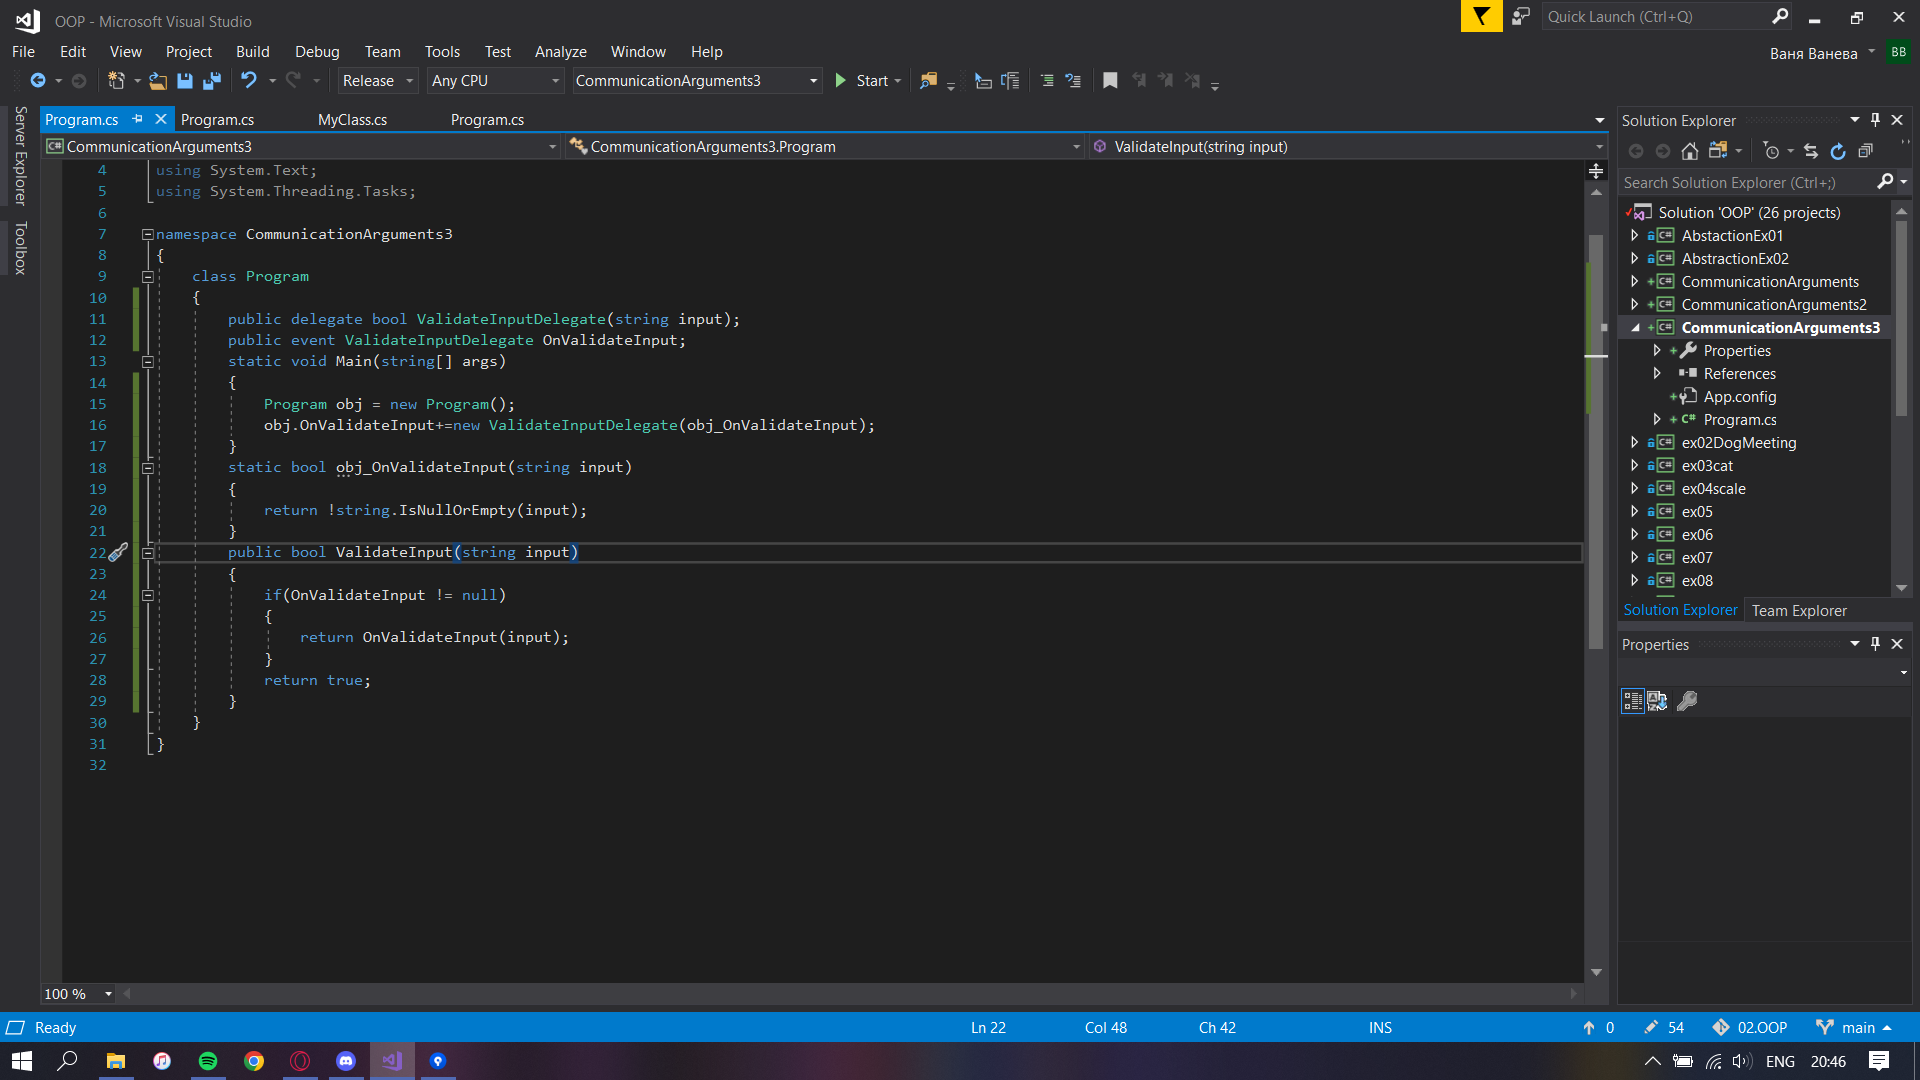 OOP - Microsoft Visual Studio
Quick Launch (Ctrl+Q)
File Edit View Project Build Debug Team Tools Test Analyze Window Help
Ваня Ванева
BB
Release Any CPU CommunicationArguments3 Start
Server Explorer
Toolbox
Program.cs Program.cs MyClass.cs Program.cs
CommunicationArguments3 CommunicationArguments3.Program ValidateInput(string input)
4 using System.Text;
5 using System.Threading.Tasks;
6
7 namespace CommunicationArguments3
8 {
9 class Program
10 {
11 public delegate bool ValidateInputDelegate(string input);
12 public event ValidateInputDelegate OnValidateInput;
13 static void Main(string[] args)
14 {
15 Program obj = new Program();
16 obj.OnValidateInput+=new ValidateInputDelegate(obj_OnValidateInput);
17 }
18 static bool obj_OnValidateInput(string input)
19 {
20 return !string.IsNullOrEmpty(input);
21 }
22 public bool ValidateInput(string input)
23 {
24 if(OnValidateInput != null)
25 {
26 return OnValidateInput(input);
27 }
28 return true;
29 }
30 }
31 }
32
100 %
Solution Explorer
Search Solution Explorer (Ctrl+;)
Solution 'OOP' (26 projects)
C# AbstactionEx01
C# AbstractionEx02
C# CommunicationArguments
C# CommunicationArguments2
C# CommunicationArguments3
Properties
References
App.config
C# Program.cs
C# ex02DogMeeting
C# ex03cat
C# ex04scale
C# ex05
C# ex06
C# ex07
C# ex08
Solution Explorer Team Explorer
Properties
Ready Ln 22 Col 48 Ch 42 INS 0 54 02.OOP main
ENG 20:46